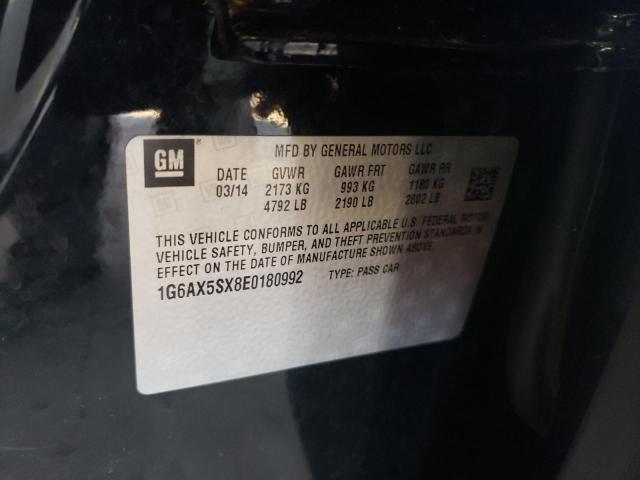 GM
MFD BY GENERAL MOTORS LLC
DATE GVWR GAWR FRT GAWR RR
03/14 2173 KG 993 KG 1180 KG
4792 LB 2190 LB 2602 LB
THIS VEHICLE CONFORMS TO ALL APPLICABLE U.S. FEDERAL MOTOR
VEHICLE SAFETY, BUMPER, AND THEFT PREVENTION STANDARDS IN
EFFECT ON THE DATE OF MANUFACTURE SHOWN ABOVE.
1G6AX5SX8E0180992 TYPE: PASS CAR